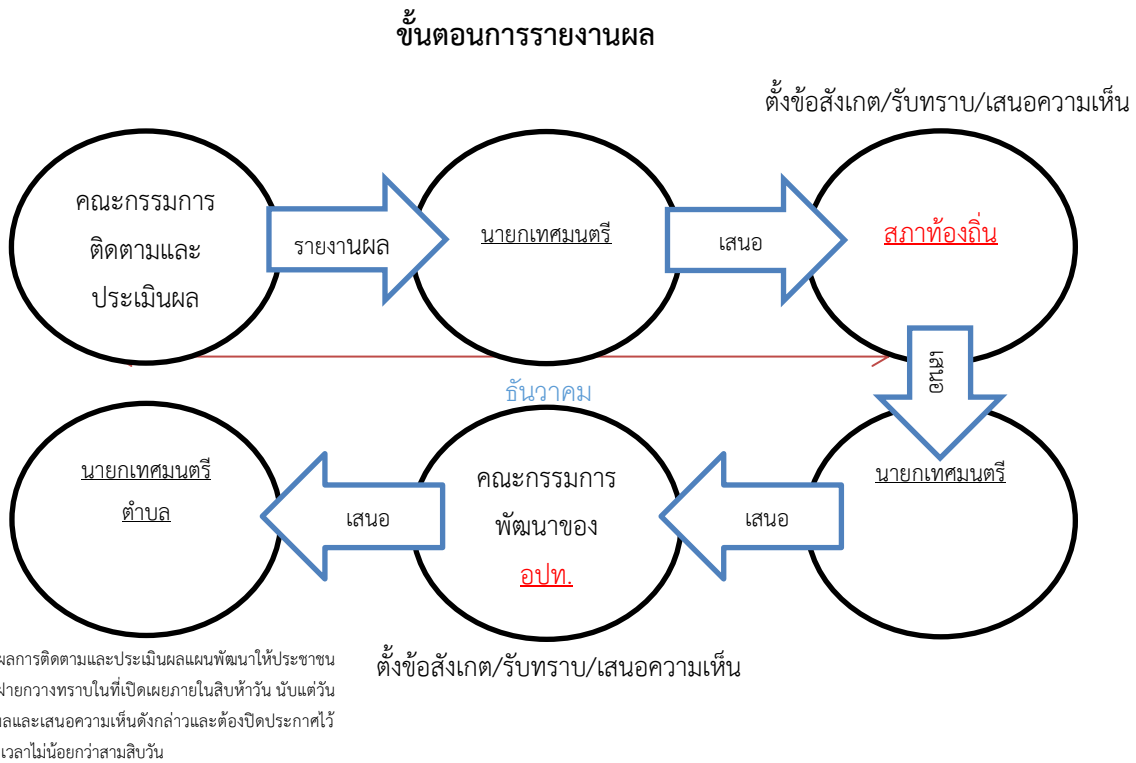 ขั้นตอนการรายงานผล
ตั้งข้อสังเกต/รับทราบ/เสนอความเห็น
คณะกรรมการ
ติดตามและ
ประเมินผล
รายงานผล
นายกเทศมนตรี
เสนอ
สภาท้องถิ่น
เสนอ
ธันวาคม
นายกเทศมนตรี
เสนอ
คณะกรรมการ
พัฒนาของ
อปท.
เสนอ
นายกเทศมนตรี
ตำบล
ตั้งข้อสังเกต/รับทราบ/เสนอความเห็น
ผลการติดตามและประเมินผลแผนพัฒนาให้ประชาชน
ฝายกวางทราบในที่เปิดเผยภายในสิบห้าวัน นับแต่วัน
ผลและเสนอความเห็นดังกล่าวและต้องปิดประกาศไว้
เวลาไม่น้อยกว่าสามสิบวัน